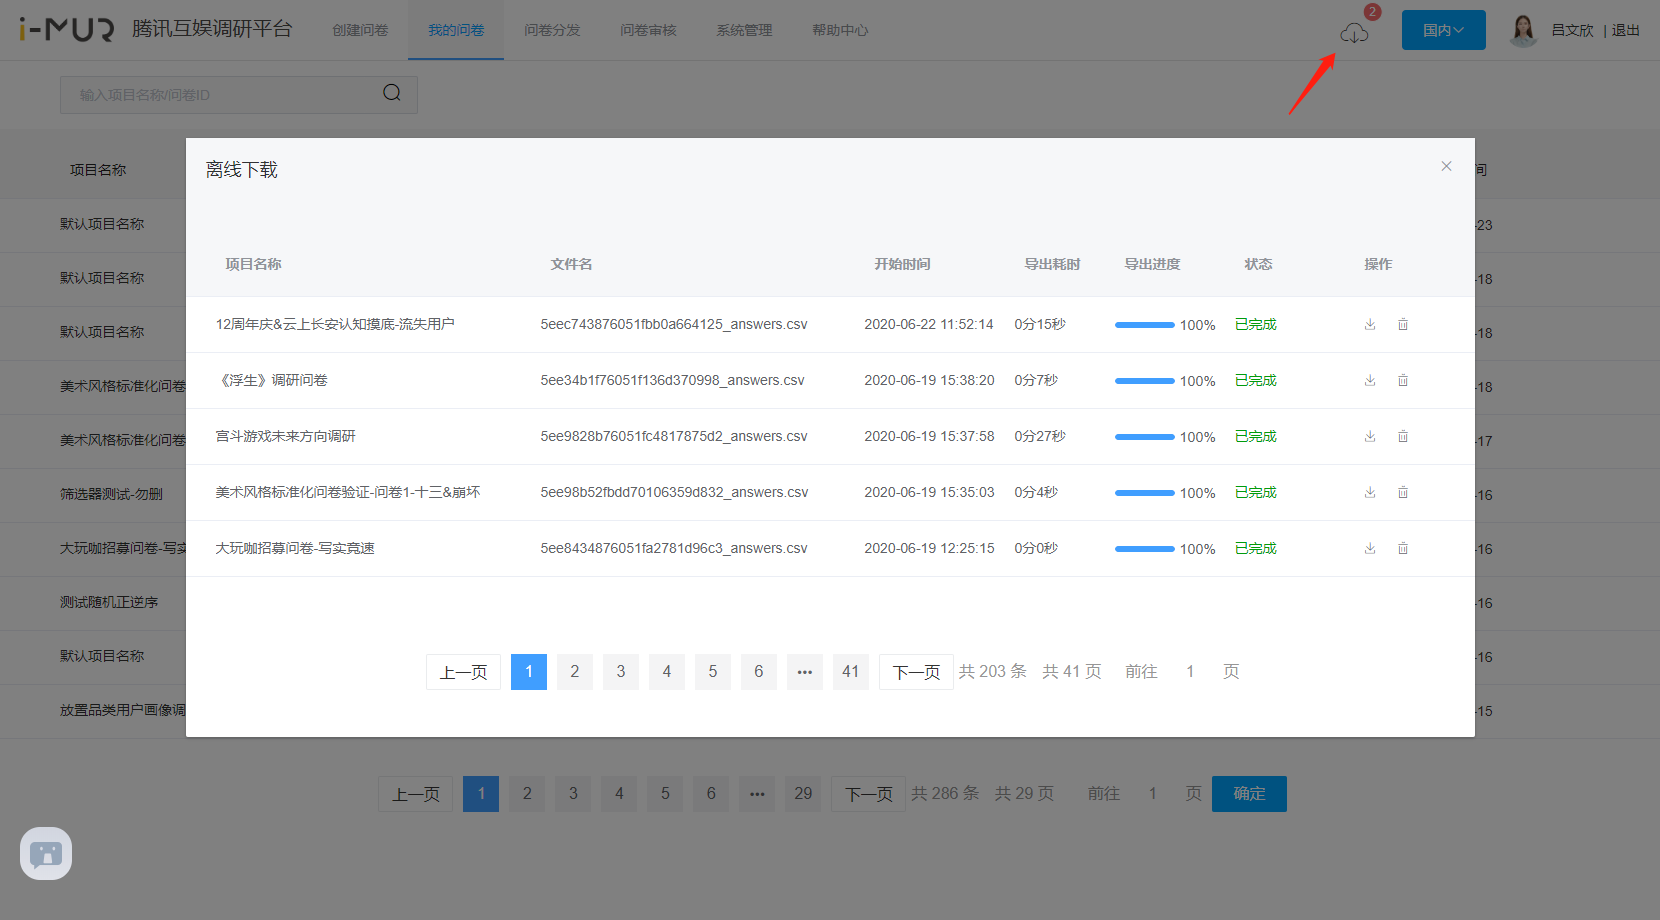 i-MUR 腾讯互娱调研平台 创建问卷 我的问卷 问卷分发 问卷审核 系统管理 帮助中心 2 国内 吕文欣 | 退出
输入项目名称/问卷ID
项目名称 间
离线下载
默认项目名称 -23
项目名称 文件名 开始时间 导出耗时 导出进度 状态 操作
默认项目名称 -18
12周年庆&云上长安认知摸底-流失用户 5eec743876051fbb0a664125_answers.csv 2020-06-22 11:52:14 0分15秒 100% 已完成
默认项目名称 -18
《浮生》调研问卷 5ee34b1f76051f136d370998_answers.csv 2020-06-19 15:38:20 0分7秒 100% 已完成
美术风格标准化问卷 -18
宫斗游戏未来方向调研 5ee9828b76051fc4817875d2_answers.csv 2020-06-19 15:37:58 0分27秒 100% 已完成
美术风格标准化问卷 -17
美术风格标准化问卷验证-问卷1-十三&崩坏 5ee98b52fbdd70106359d832_answers.csv 2020-06-19 15:35:03 0分4秒 100% 已完成
筛选器测试-勿删 -16
大玩咖招募问卷-写实竞速 5ee8434876051fa2781d96c3_answers.csv 2020-06-19 12:25:15 0分0秒 100% 已完成
大玩咖招募问卷-写实 -16
测试随机正逆序 -16
默认项目名称 -16
上一页 1 2 3 4 5 6 ••• 41 下一页 共 203 条 共 41 页 前往 1 页
放置品类用户画像调 -15
上一页 1 2 3 4 5 6 ••• 29 下一页 共 286 条 共 29 页 前往 1 页 确定